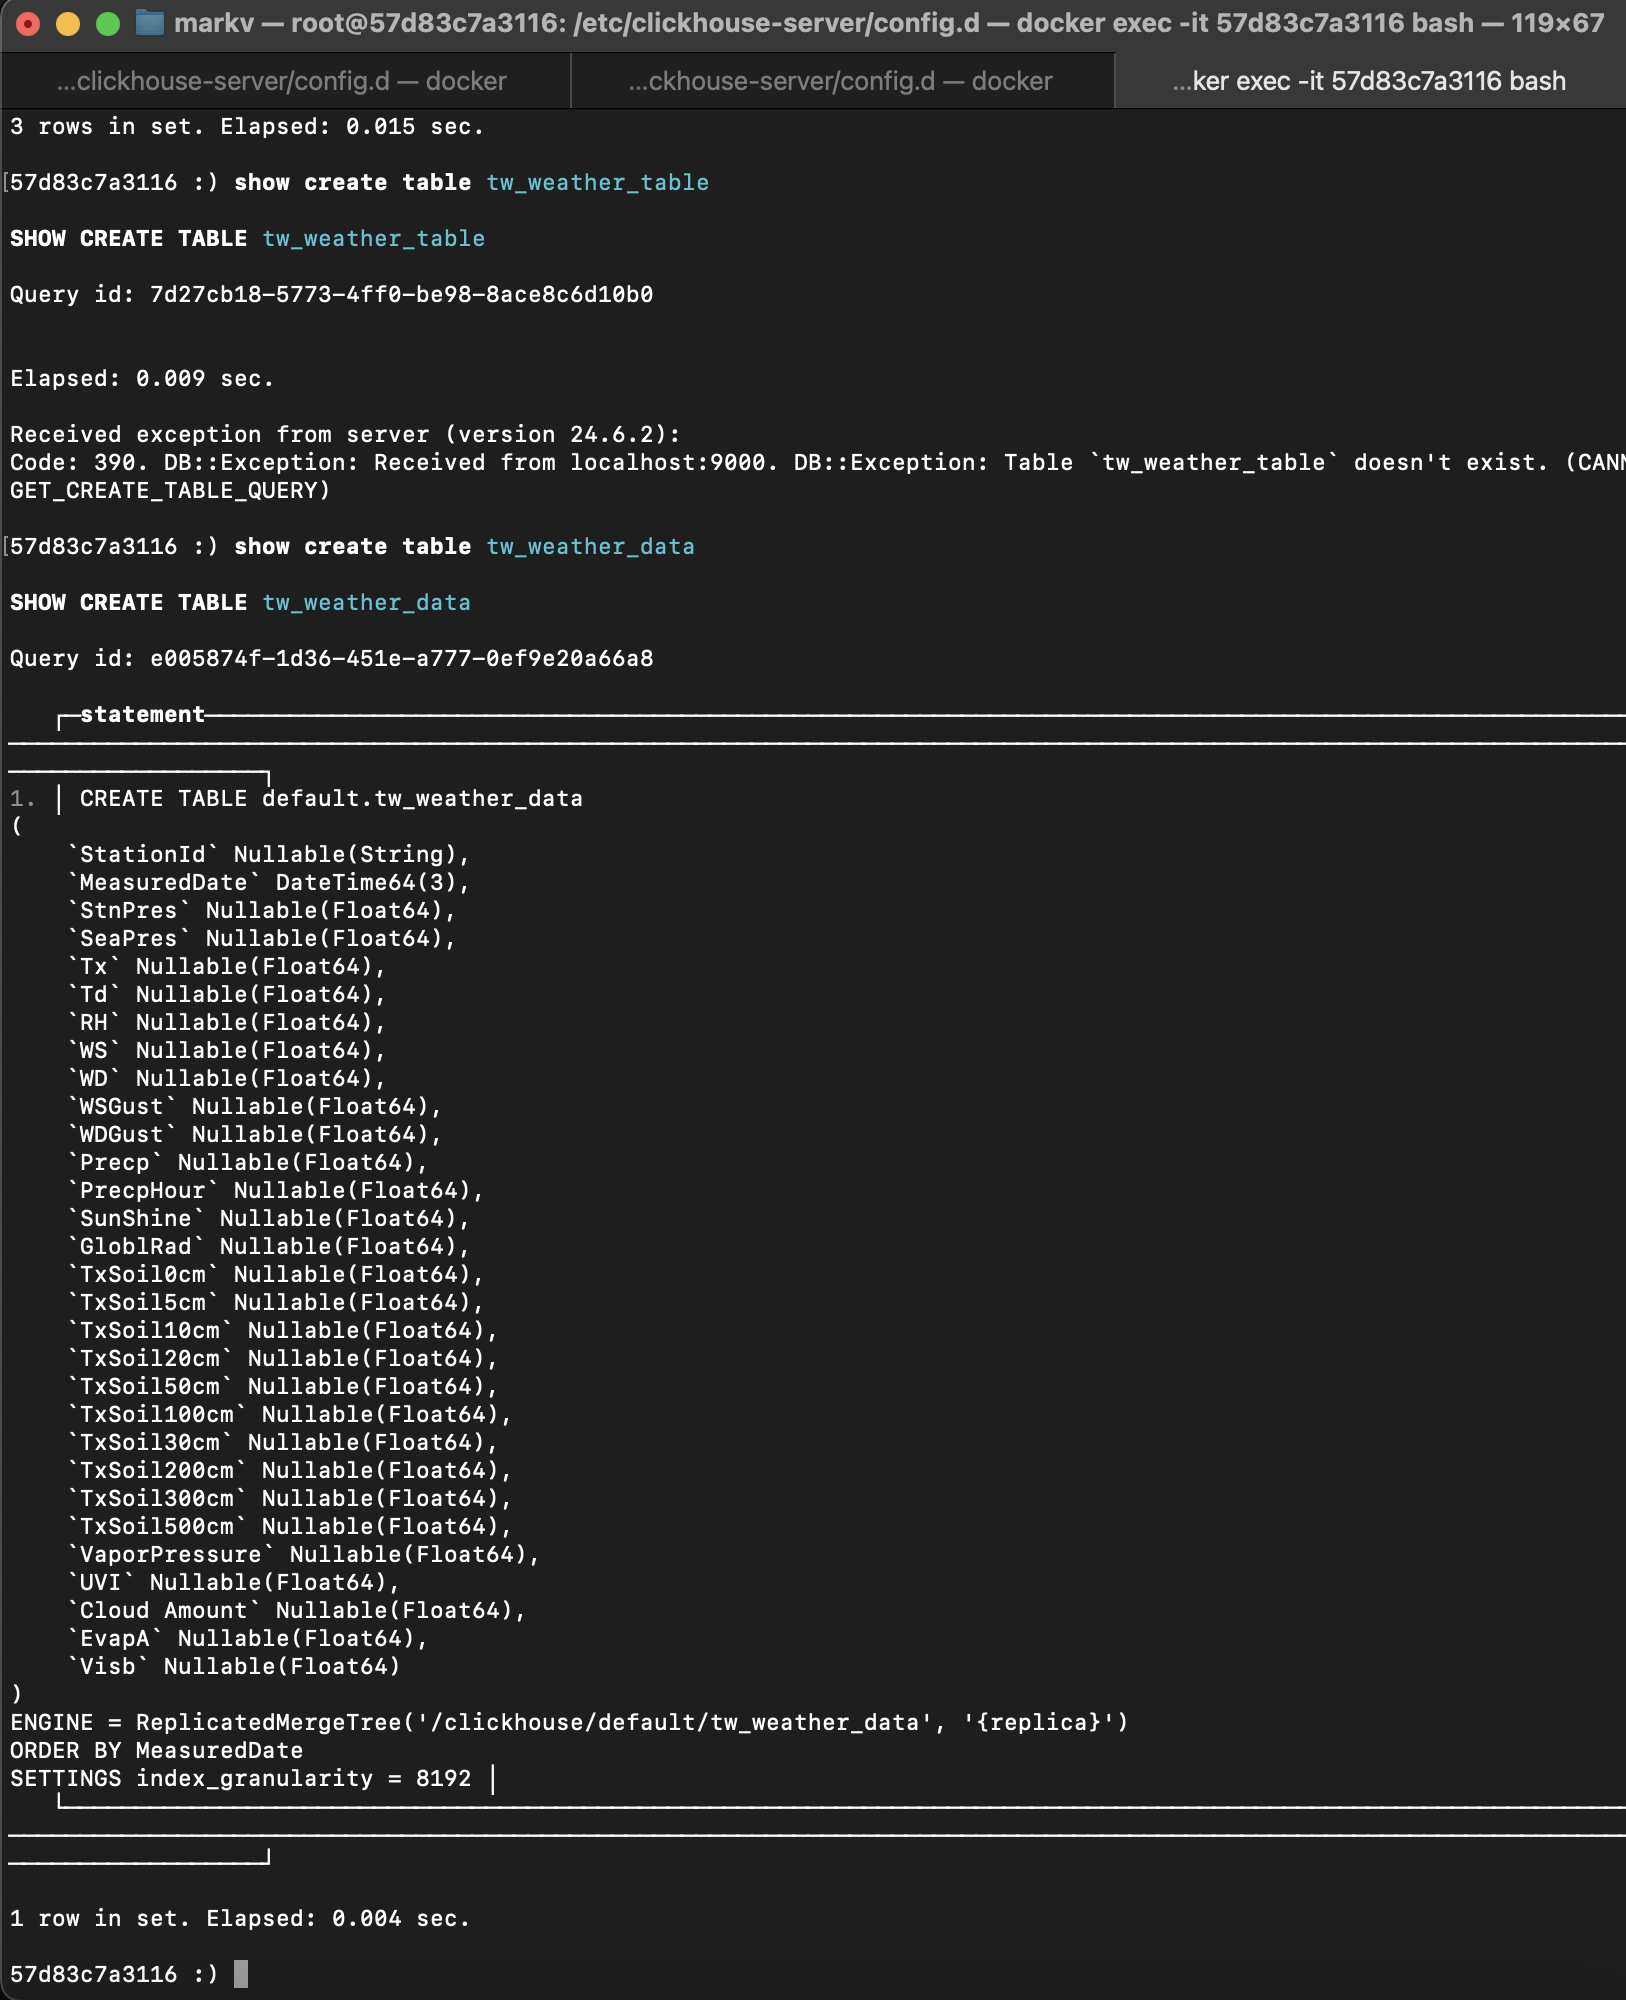 markv — root@57d83c7a3116: /etc/clickhouse-server/config.d — docker exec -it 57d83c7a3116 bash — 119×67
...clickhouse-server/config.d — docker
...ckhouse-server/config.d — docker
...ker exec -it 57d83c7a3116 bash
3 rows in set. Elapsed: 0.015 sec.
[57d83c7a3116 :) show create table tw_weather_table
SHOW CREATE TABLE tw_weather_table
Query id: 7d27cb18-5773-4ff0-be98-8ace8c6d10b0
Elapsed: 0.009 sec.
Received exception from server (version 24.6.2):
Code: 390. DB::Exception: Received from localhost:9000. DB::Exception: Table `tw_weather_table` doesn't exist. (CANN
GET_CREATE_TABLE_QUERY)
[57d83c7a3116 :) show create table tw_weather_data
SHOW CREATE TABLE tw_weather_data
Query id: e005874f-1d36-451e-a777-0ef9e20a66a8
statement
1. │ CREATE TABLE default.tw_weather_data
(
`StationId` Nullable(String),
`MeasuredDate` DateTime64(3),
`StnPres` Nullable(Float64),
`SeaPres` Nullable(Float64),
`Tx` Nullable(Float64),
`Td` Nullable(Float64),
`RH` Nullable(Float64),
`WS` Nullable(Float64),
`WD` Nullable(Float64),
`WSGust` Nullable(Float64),
`WDGust` Nullable(Float64),
`Precp` Nullable(Float64),
`PrecpHour` Nullable(Float64),
`SunShine` Nullable(Float64),
`GloblRad` Nullable(Float64),
`TxSoil0cm` Nullable(Float64),
`TxSoil5cm` Nullable(Float64),
`TxSoil10cm` Nullable(Float64),
`TxSoil20cm` Nullable(Float64),
`TxSoil50cm` Nullable(Float64),
`TxSoil100cm` Nullable(Float64),
`TxSoil30cm` Nullable(Float64),
`TxSoil200cm` Nullable(Float64),
`TxSoil300cm` Nullable(Float64),
`TxSoil500cm` Nullable(Float64),
`VaporPressure` Nullable(Float64),
`UVI` Nullable(Float64),
`Cloud Amount` Nullable(Float64),
`EvapA` Nullable(Float64),
`Visb` Nullable(Float64)
)
ENGINE = ReplicatedMergeTree('/clickhouse/default/tw_weather_data', '{replica}')
ORDER BY MeasuredDate
SETTINGS index_granularity = 8192 │
1 row in set. Elapsed: 0.004 sec.
57d83c7a3116 :)